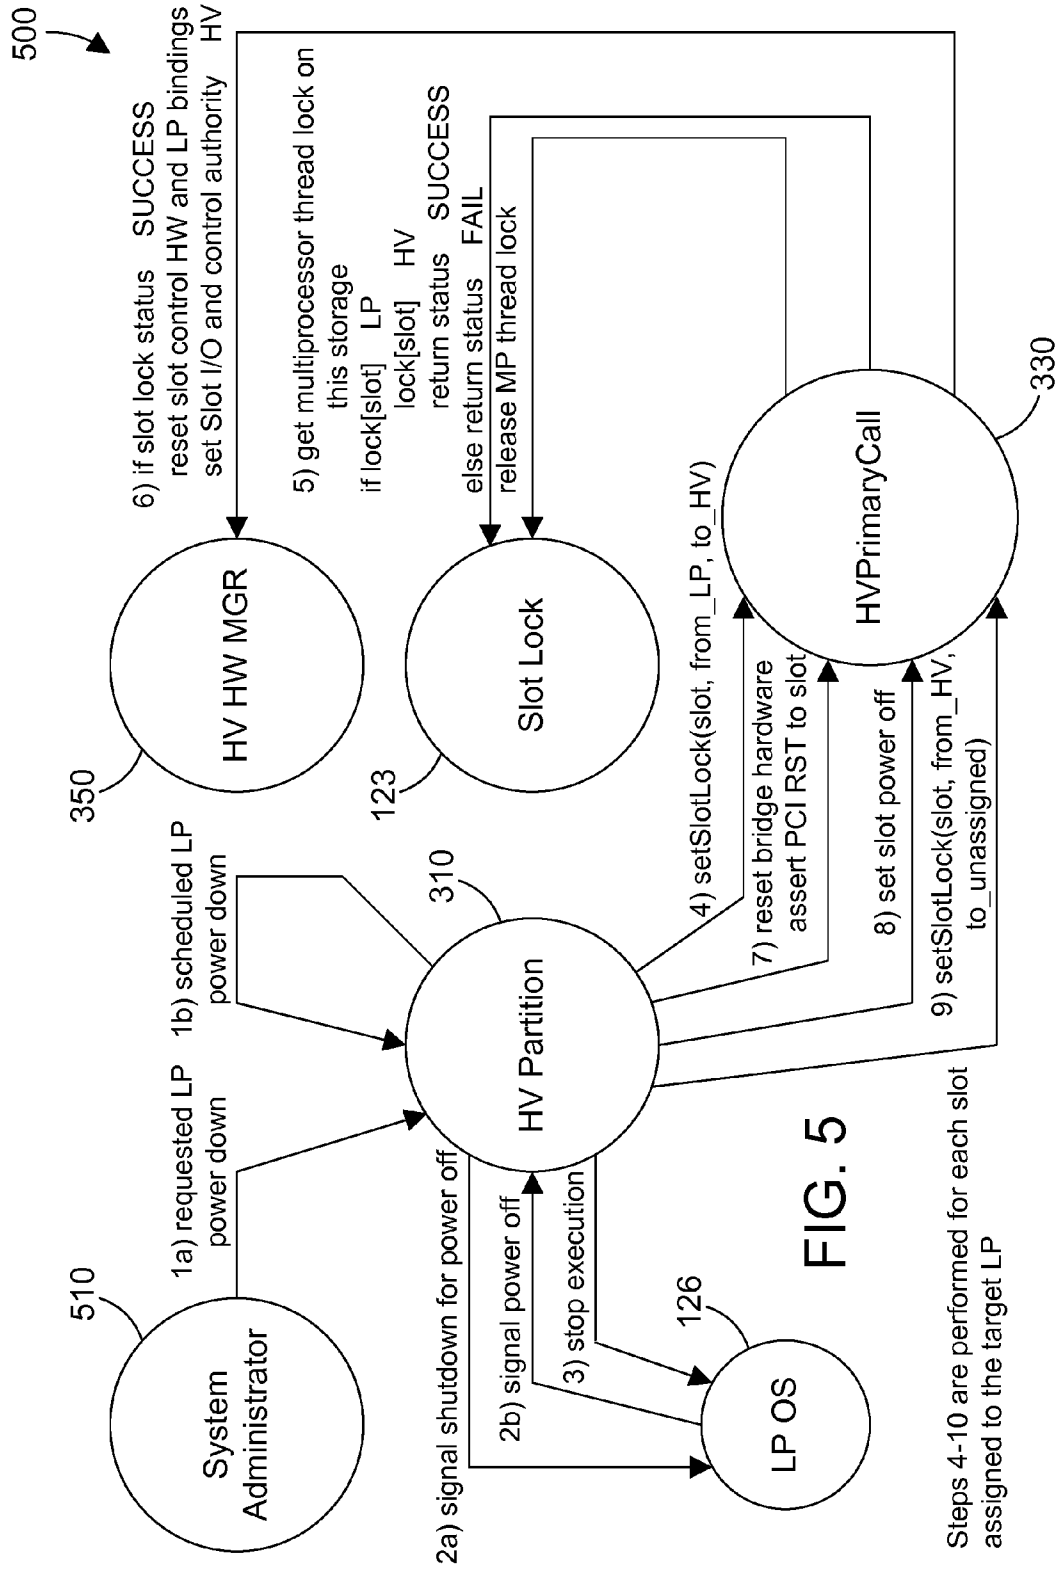 500
510
System
Administrator
1a) requested LP
power down
1b) scheduled LP
power down
350
HV HW MGR
6) if slot lock status SUCCESS
reset slot control HW and LP bindings
set Slot I/O and control authority HV
5) get multiprocessor thread lock on
this storage
if lock[slot] LP
lock[slot] HV
return status SUCCESS
else return status FAIL
release MP thread lock
123
Slot Lock
310
HV Partition
2a) signal shutdown for power off
2b) signal power off
3) stop execution
126
LP OS
4) setSlotLock(slot, from_LP, to_HV)
7) reset bridge hardware
assert PCI RST to slot
8) set slot power off
9) setSlotLock(slot, from_HV,
to_unassigned)
HVPrimaryCall
330
FIG. 5
Steps 4-10 are performed for each slot
assigned to the target LP